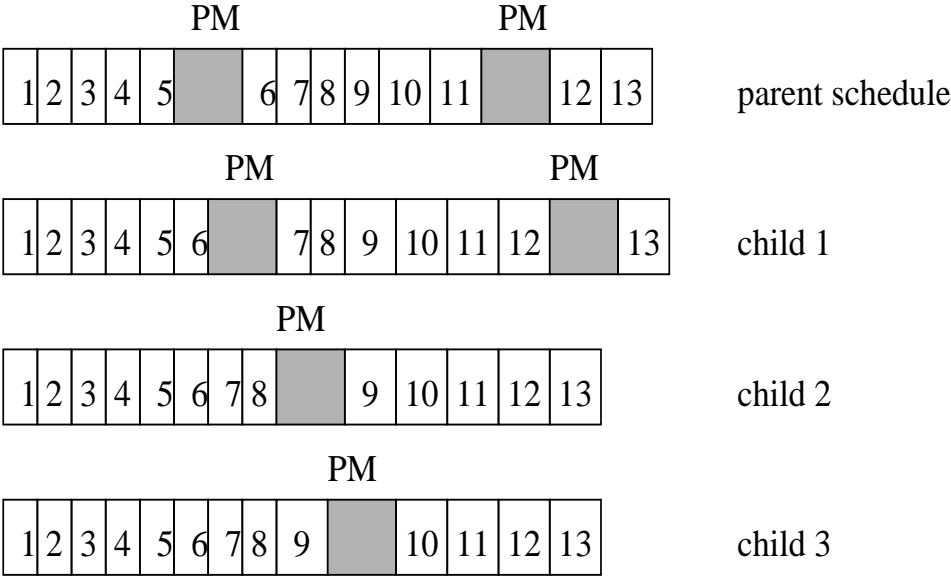 PM PM
1 2 3 4 5 6 7 8 9 10 11 12 13 parent schedule
PM PM
1 2 3 4 5 6 7 8 9 10 11 12 13 child 1
PM
1 2 3 4 5 6 7 8 9 10 11 12 13 child 2
PM
1 2 3 4 5 6 7 8 9 10 11 12 13 child 3